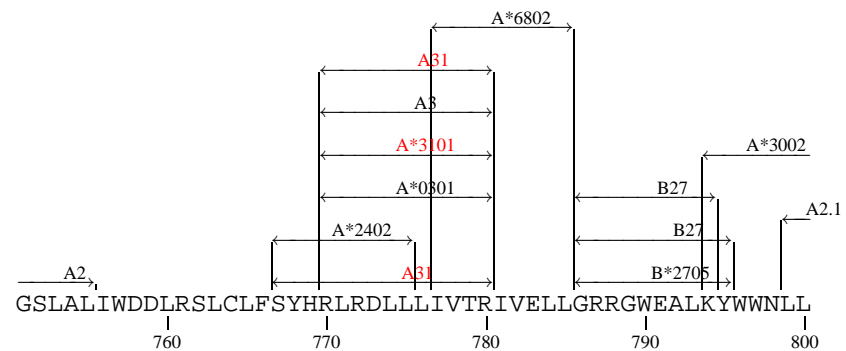 A*6802
A31
A3
A*3101
A*3002
A*0301
B27
A2.1
A*2402
B27
A2
A31
B*2705
GSLALIWDDLRSLCLFSYHRLRDLLLIVTRIVELLGRRGWEALKYWWNLL
760
770
780
790
800